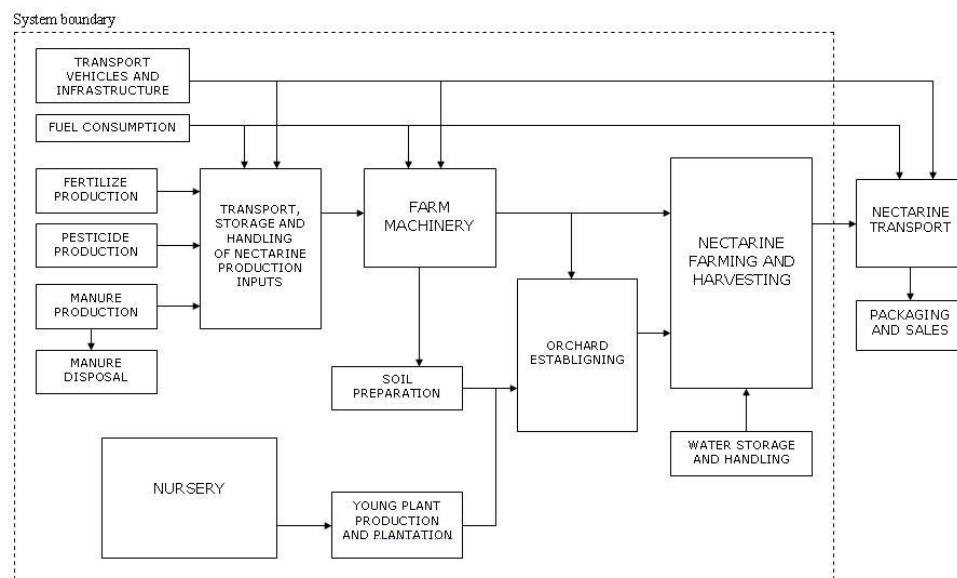 System boundary
TRANSPORT
VEHICLES AND
INFRASTRUCTURE
FUEL CONSUMPTION
FERTILIZE
PRODUCTION
PESTICIDE
PRODUCTION
MANURE
PRODUCTION
MANURE
DISPOSAL
TRANSPORT,
STORAGE AND
HANDLING
OF NECTARINE
PRODUCTION
INPUTS
FARM
MACHINERY
SOIL
PREPARATION
NURSERY
YOUNG PLANT
PRODUCTION
AND PLANTATION
ORCHARD
ESTABLIGNING
NECTARINE
FARMING AND
HARVESTING
WATER STORAGE
AND HANDLING
NECTARINE
TRANSPORT
PACKAGING
AND SALES